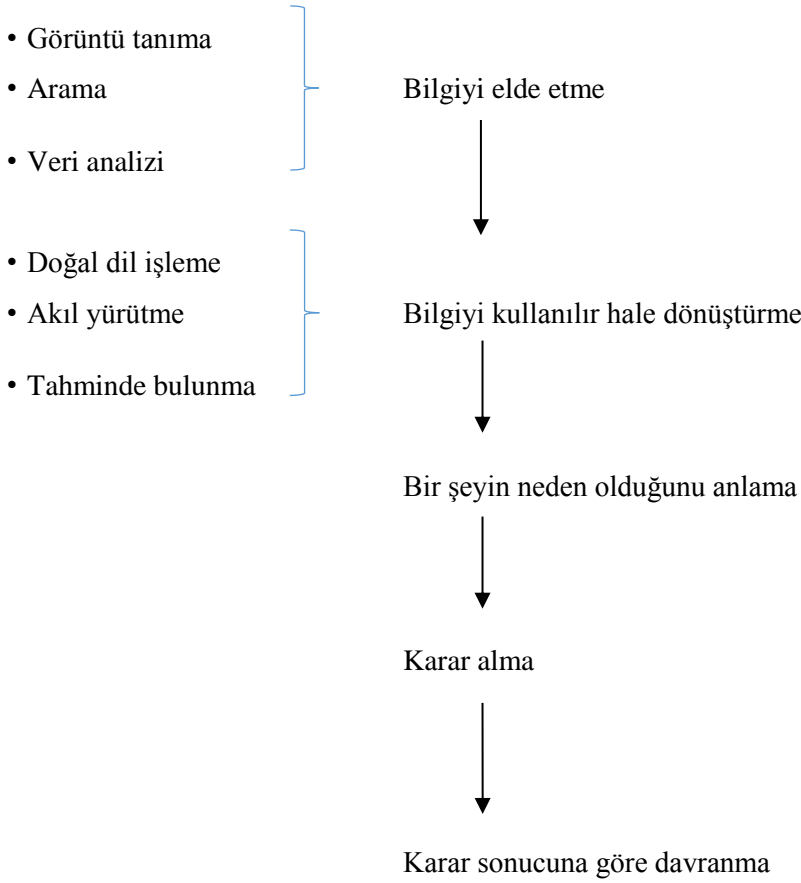 • Görüntü tanıma
• Arama
Bilgiyi elde etme
• Veri analizi
• Doğal dil işleme
• Akıl yürütme
Bilgiyi kullanılır hale dönüştürme
• Tahminde bulunma
Bir şeyin neden olduğunu anlama
Karar alma
Karar sonucuna göre davranma